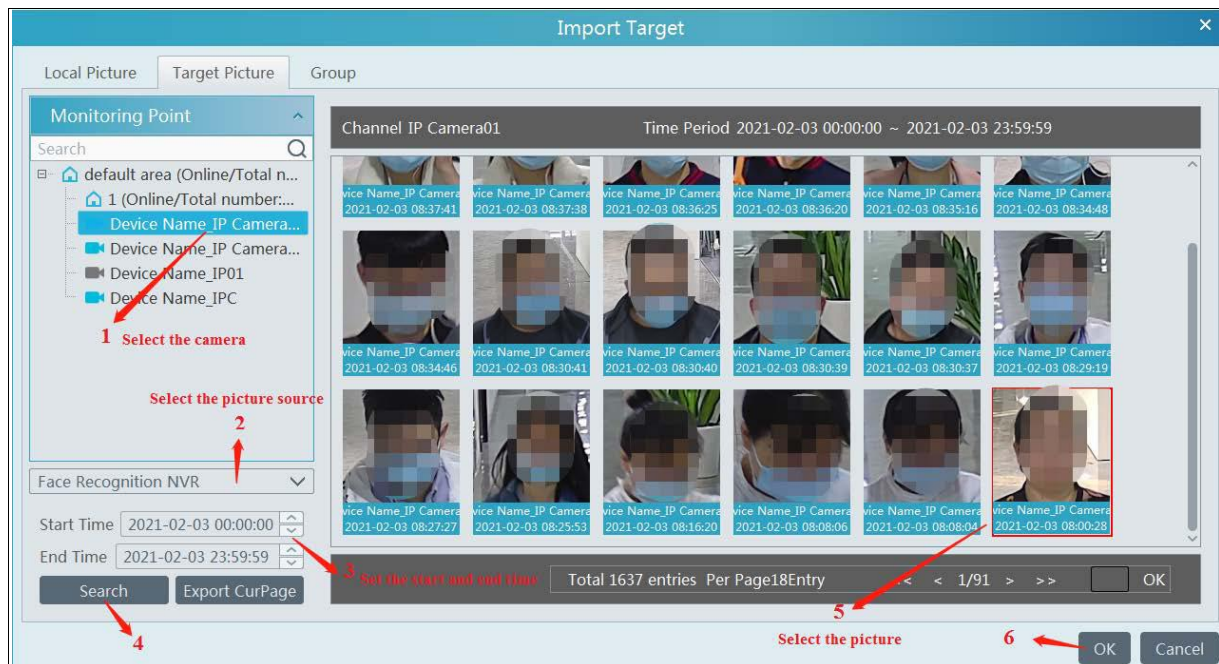 Import Target
Local Picture Target Picture Group
Monitoring Point
Search
default area (Online/Total n...
1 (Online/Total number:...
Device Name_IP Camera...
Device Name_IP Camera...
Device Name_IP01
Device Name_IPC
1 Select the camera
Select the picture source
2
Face Recognition NVR
Start Time 2021-02-03 00:00:00
End Time 2021-02-03 23:59:59
3 Set the start and end time
Search Export CurPage
4
Channel IP Camera01 Time Period 2021-02-03 00:00:00 ~ 2021-02-03 23:59:59
vice Name_IP Camera vice Name_IP Camera vice Name_IP Camera vice Name_IP Camera vice Name_IP Camera vice Name_IP Camera
2021-02-03 08:37:41 2021-02-03 08:37:38 2021-02-03 08:36:25 2021-02-03 08:36:20 2021-02-03 08:35:16 2021-02-03 08:34:48
vice Name_IP Camera vice Name_IP Camera vice Name_IP Camera vice Name_IP Camera vice Name_IP Camera vice Name_IP Camera
2021-02-03 08:34:46 2021-02-03 08:30:41 2021-02-03 08:30:40 2021-02-03 08:30:39 2021-02-03 08:30:37 2021-02-03 08:29:19
vice Name_IP Camera vice Name_IP Camera vice Name_IP Camera vice Name_IP Camera vice Name_IP Camera vice Name_IP Camera
2021-02-03 08:27:27 2021-02-03 08:25:53 2021-02-03 08:16:20 2021-02-03 08:08:06 2021-02-03 08:08:04 2021-02-03 08:00:28
Total 1637 entries Per Page18Entry < 1/91 > >> OK
5
Select the picture
6
OK Cancel